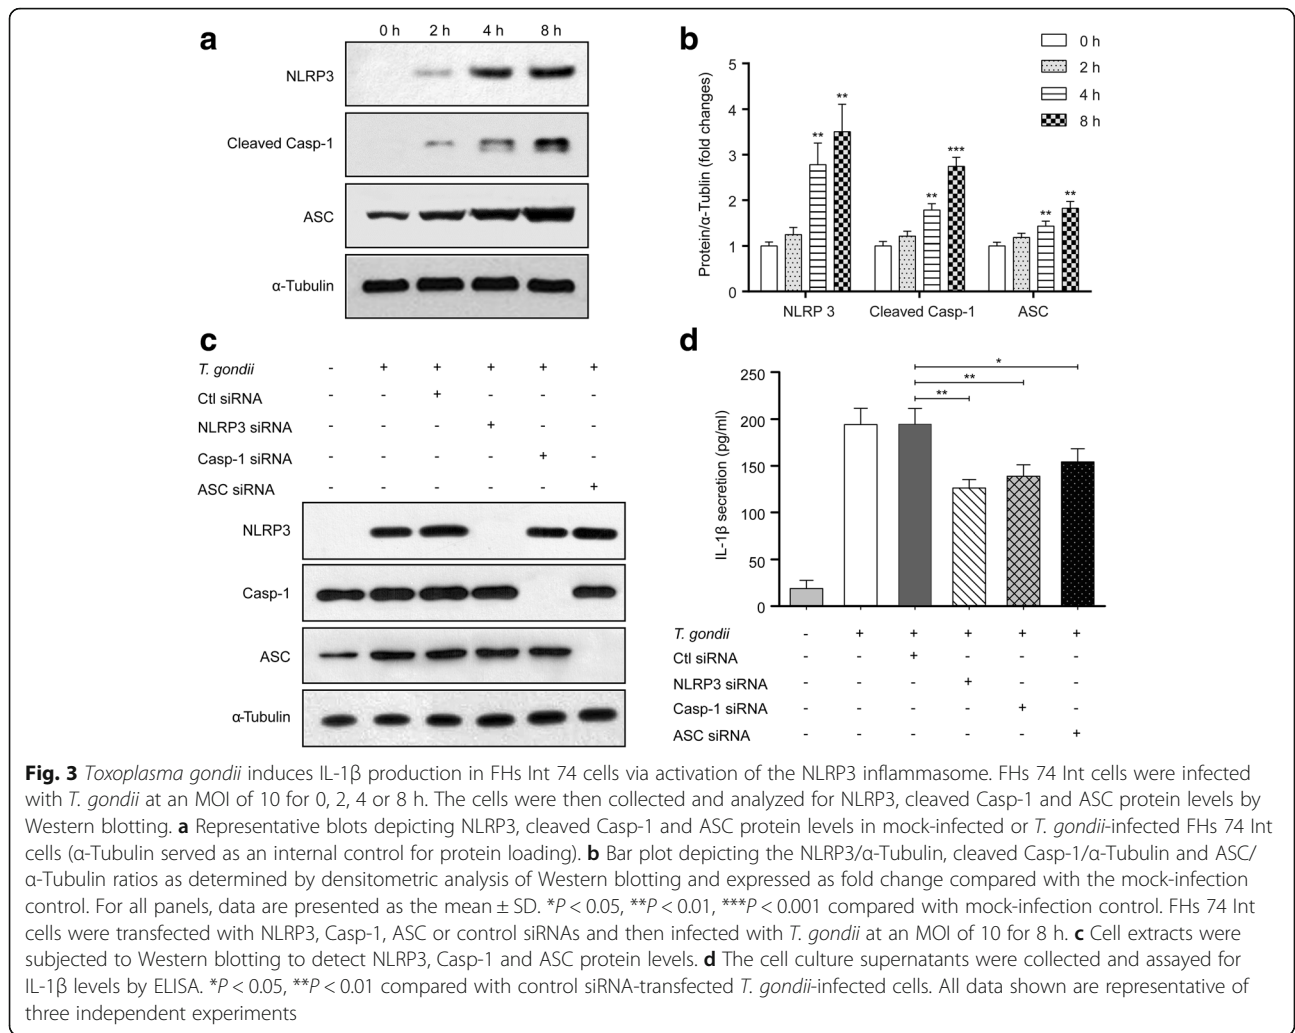 a
0 h 2 h 4 h 8 h
NLRP3
Cleaved Casp-1
ASC
α-Tubulin
b
0 h
2 h
4 h
8 h
Protein/α-Tublin (fold changes)
5
4
3
2
1
0
** **
** ***
** **
NLRP 3 Cleaved Casp-1 ASC
c
T. gondii - + + + + +
Ctl siRNA - - + - - -
NLRP3 siRNA - - - + - -
Casp-1 siRNA - - - - + -
ASC siRNA - - - - - +
NLRP3
Casp-1
ASC
α-Tubulin
d
IL-1β secretion (pg/ml)
250
200
150
100
50
0
*
**
**
T. gondii - + + + + +
Ctl siRNA - - + - - -
NLRP3 siRNA - - - + - -
Casp-1 siRNA - - - - + -
ASC siRNA - - - - - +
Fig. 3 Toxoplasma gondii induces IL-1β production in FHs Int 74 cells via activation of the NLRP3 inflammasome. FHs 74 Int cells were infected
with T. gondii at an MOI of 10 for 0, 2, 4 or 8 h. The cells were then collected and analyzed for NLRP3, cleaved Casp-1 and ASC protein levels by
Western blotting. a Representative blots depicting NLRP3, cleaved Casp-1 and ASC protein levels in mock-infected or T. gondii-infected FHs 74 Int
cells (α-Tubulin served as an internal control for protein loading). b Bar plot depicting the NLRP3/α-Tubulin, cleaved Casp-1/α-Tubulin and ASC/
α-Tubulin ratios as determined by densitometric analysis of Western blotting and expressed as fold change compared with the mock-infection
control. For all panels, data are presented as the mean ± SD. *P < 0.05, **P < 0.01, ***P < 0.001 compared with mock-infection control. FHs 74 Int
cells were transfected with NLRP3, Casp-1, ASC or control siRNAs and then infected with T. gondii at an MOI of 10 for 8 h. c Cell extracts were
subjected to Western blotting to detect NLRP3, Casp-1 and ASC protein levels. d The cell culture supernatants were collected and assayed for
IL-1β levels by ELISA. *P < 0.05, **P < 0.01 compared with control siRNA-transfected T. gondii-infected cells. All data shown are representative of
three independent experiments